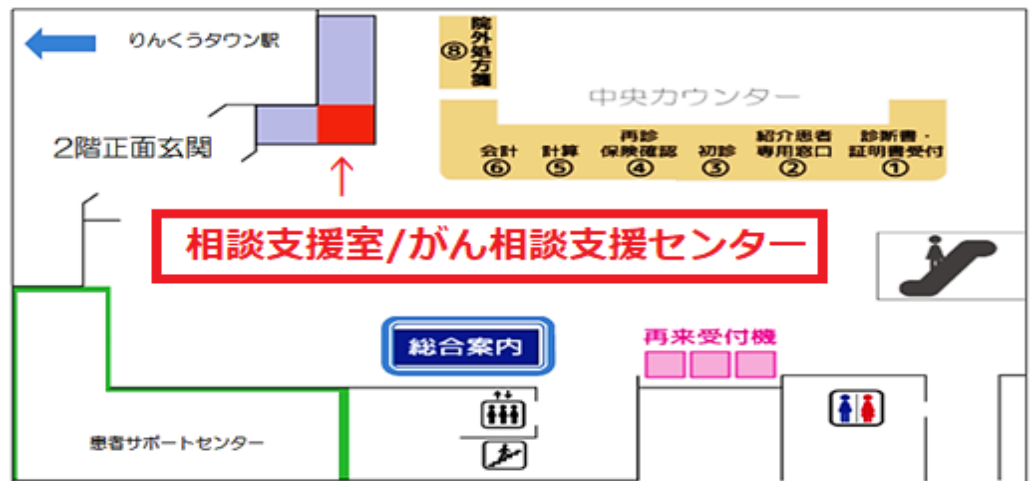 りんくうタウン駅
2階正面玄関
院外処方箋
⑧
中央カウンター
会計
⑥
計算
⑤
再診
保険確認
④
初診
③
紹介患者
専用窓口
②
診断書・
証明書受付
①
相談支援室/がん相談支援センター
総合案内
再来受付機
患者サポートセンター